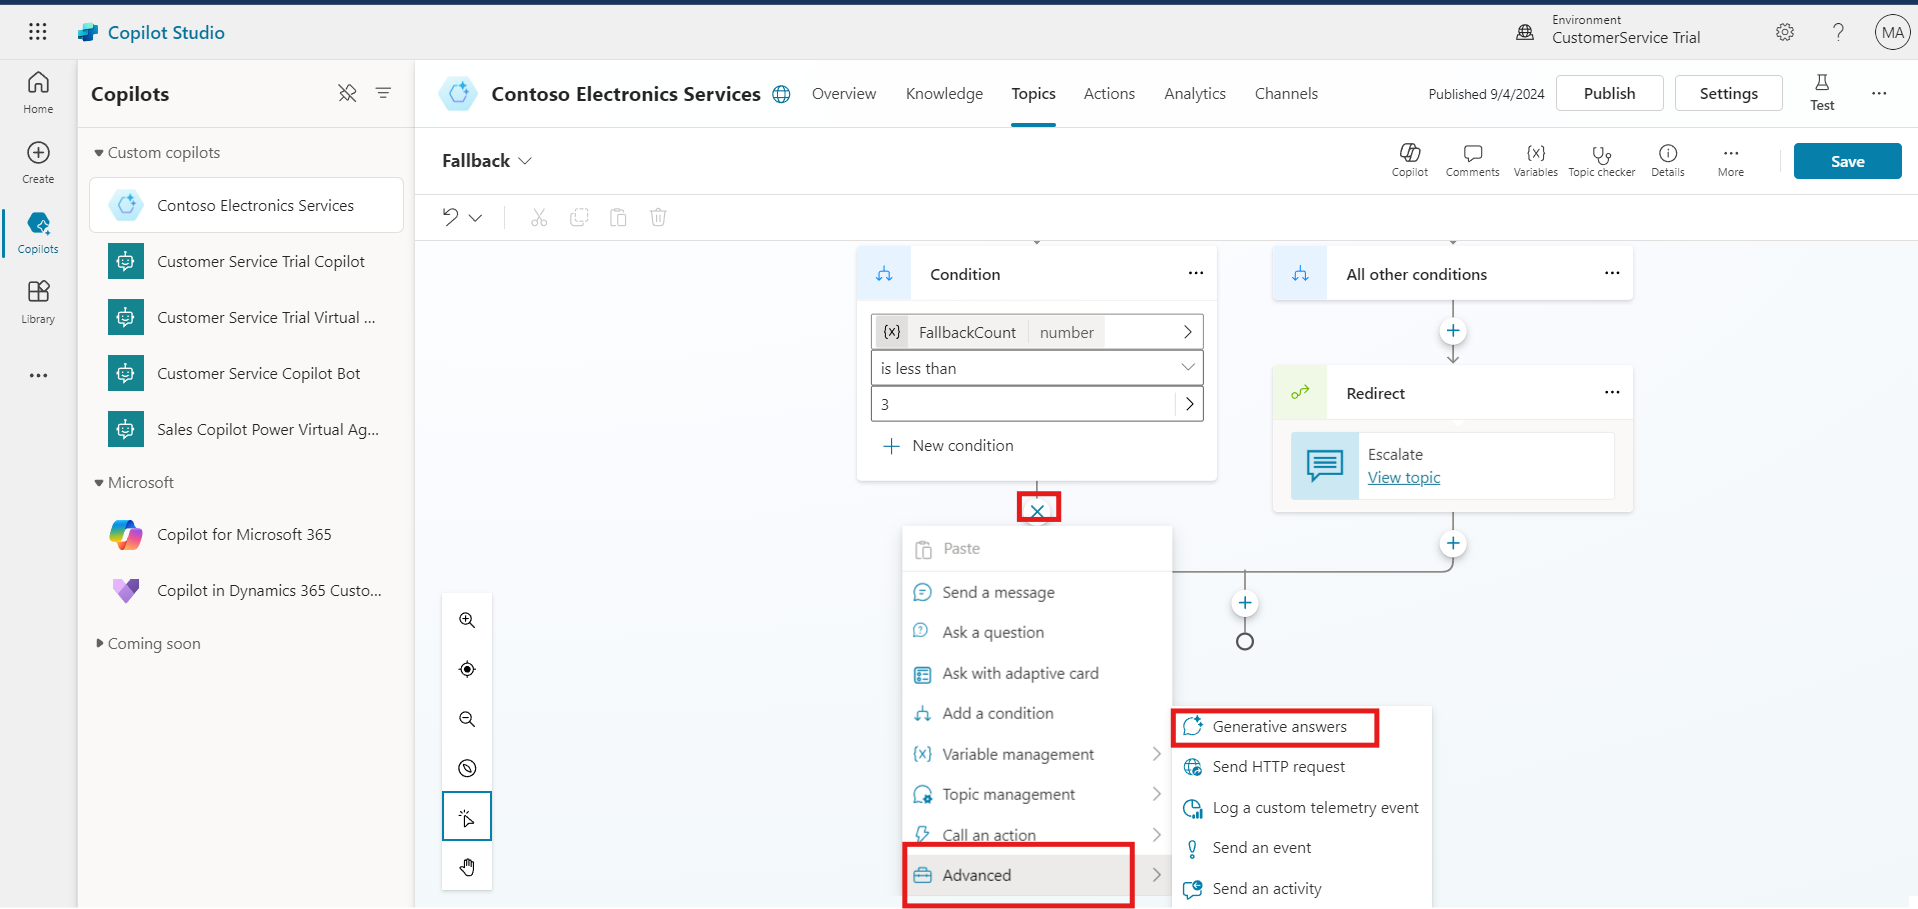 Copilot Studio
Environment
CustomerService Trial
?
MA
Home
Create
Copilots
Library
Copilots
Custom copilots
Contoso Electronics Services
Customer Service Trial Copilot
Customer Service Trial Virtual ...
Customer Service Copilot Bot
Sales Copilot Power Virtual Ag...
Microsoft
Copilot for Microsoft 365
Copilot in Dynamics 365 Custo...
Coming soon
Contoso Electronics Services
Overview
Knowledge
Topics
Actions
Analytics
Channels
Published 9/4/2024
Publish
Settings
Test
Fallback
Copilot
Comments
{x}
Variables
Topic checker
Details
More
Save
Condition
{x} FallbackCount number
is less than
3
New condition
All other conditions
Redirect
Escalate
View topic
Paste
Send a message
Ask a question
Ask with adaptive card
Add a condition
{x} Variable management
Topic management
Call an action
Advanced
Generative answers
Send HTTP request
Log a custom telemetry event
Send an event
Send an activity